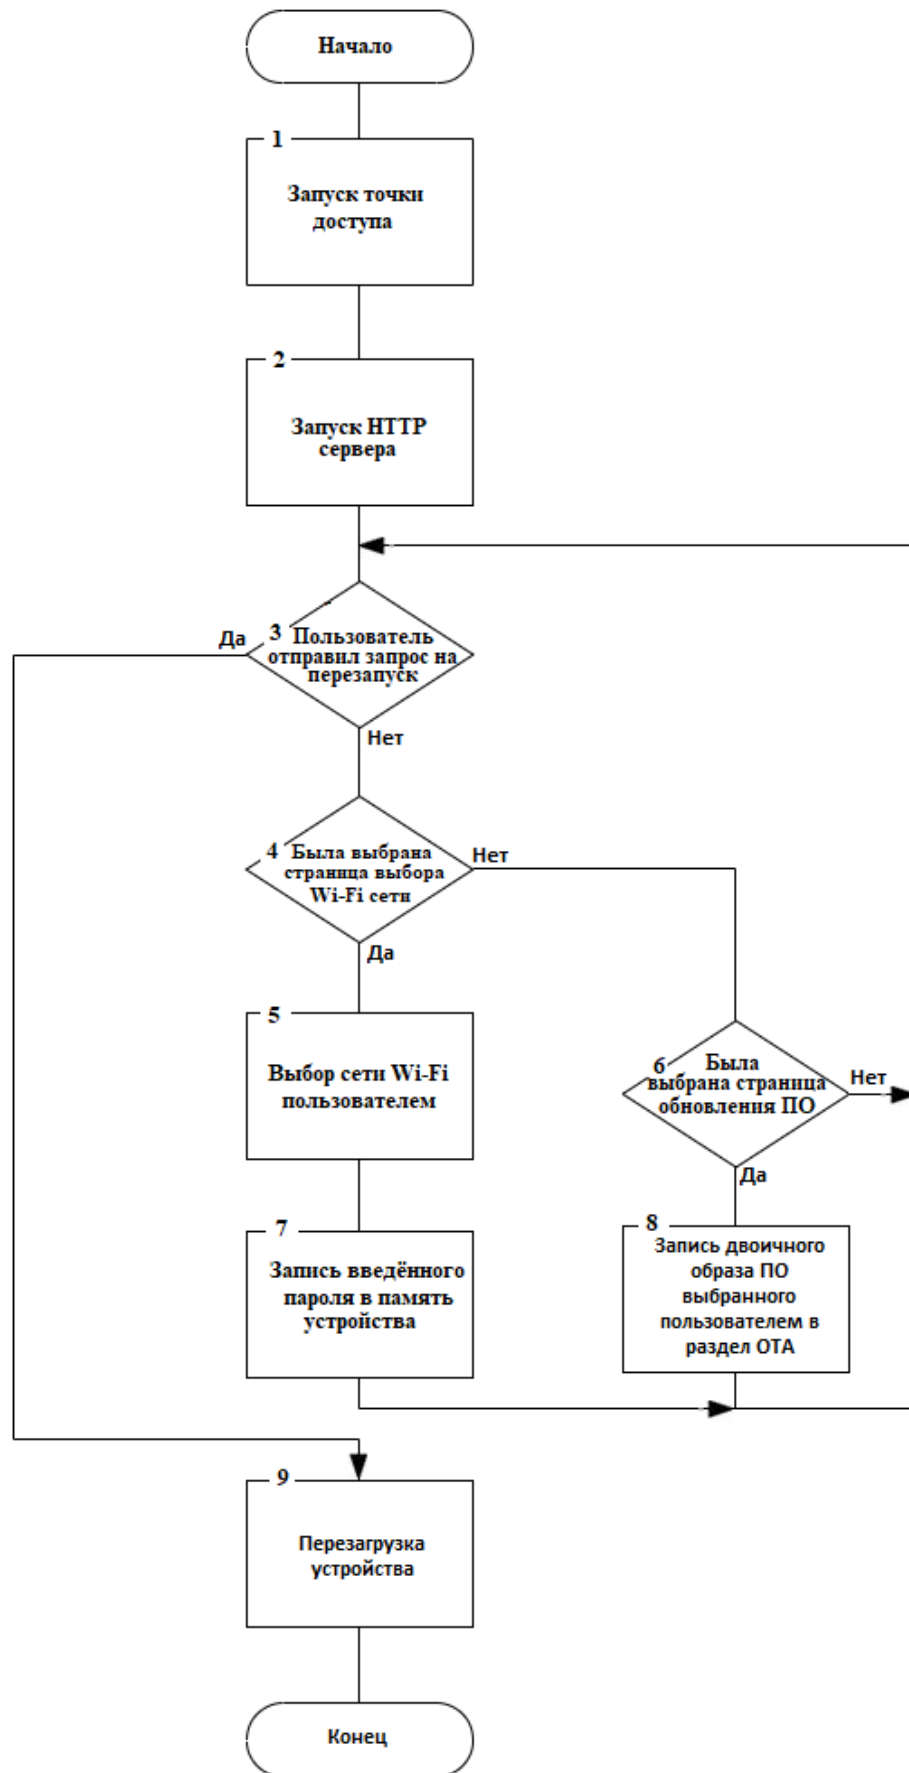 Начало
1
Запуск точки
доступа
2
Запуск HTTP
сервера
Да
3
Пользователь
отправил запрос на
перезапуск
Нет
4
Была выбрана
страница выбора
Wi-Fi сети
Нет
Да
5
Выбор сети Wi-Fi
пользователем
6
Была
выбрана страница
обновления ПО
Нет
Да
7
Запись введённого
пароля в память
устройства
8
Запись двоичного
образа ПО
выбранного
пользователем в
раздел ОТА
9
Перезагрузка
устройства
Конец